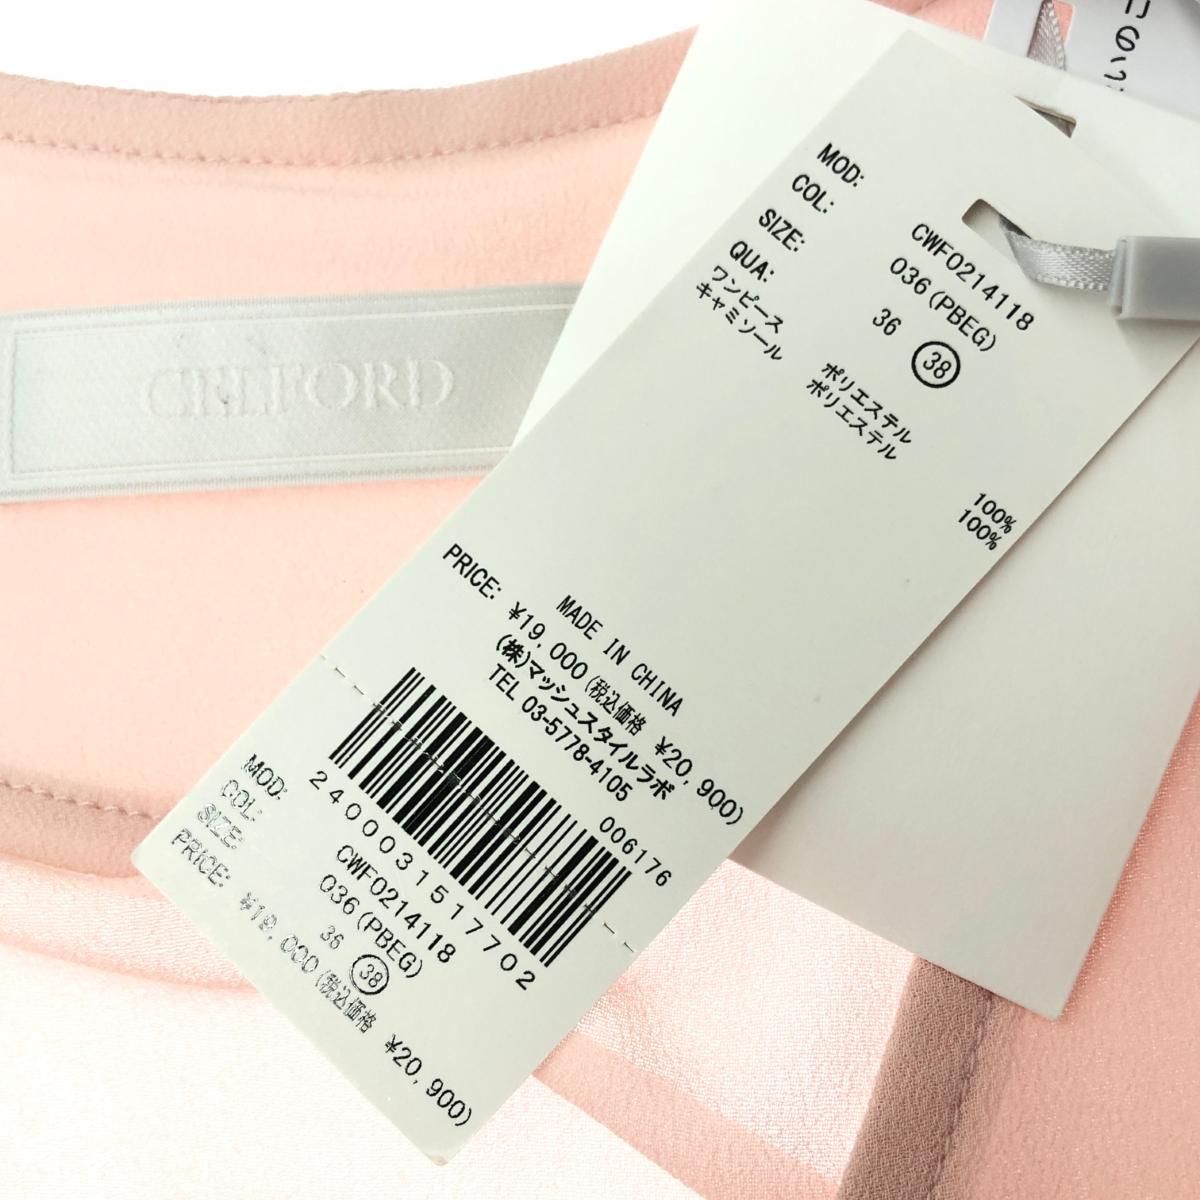 CELFORD
MOD: CWF0214118
COL: 036(PBEG)
SIZE: 36 38
QUA:
ワンピース ポリエステル 100%
キャミソール ポリエステル 100%
MADE IN CHINA
PRICE: ¥19,000(税込価格 ¥20,900)
(株)マッシュスタイルラボ
TEL 03-5778-4105
006176
2400031517702
MOD: CWF0214118
COL: 036(PBEG)
SIZE: 36 38
PRICE: ¥19,000(税込価格 ¥20,900)